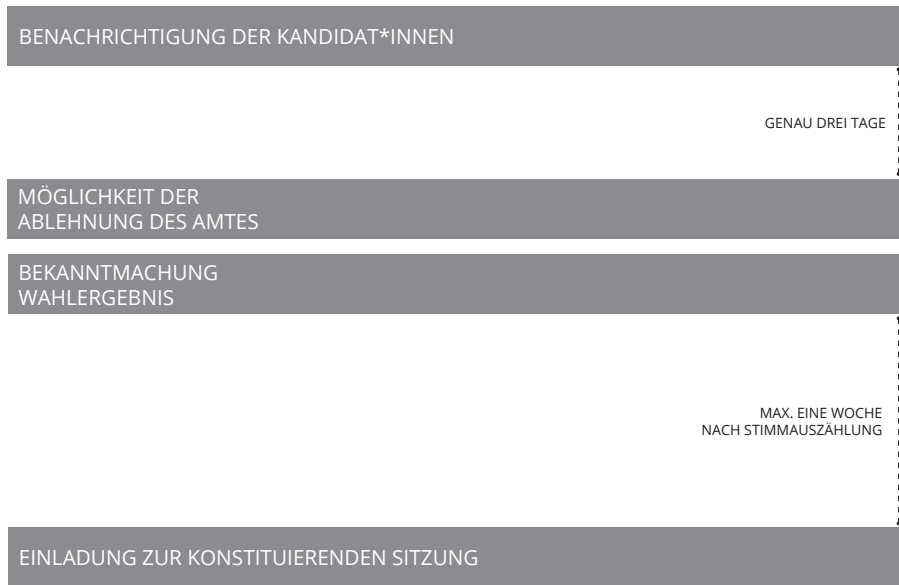 BENACHRICHTIGUNG DER KANDIDAT*INNEN
GENAU DREI TAGE
MÖGLICHKEIT DER
ABLEHNUNG DES AMTES
BEKANNTMACHUNG
WAHLERGEBNIS
MAX. EINE WOCHE
NACH STIMMAUSZÄHLUNG
EINLADUNG ZUR KONSTITUIERENDEN SITZUNG